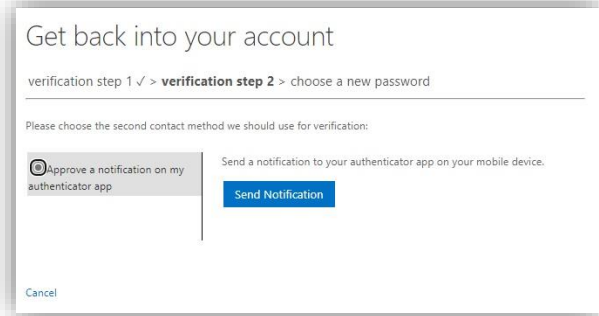 Get back into your account
verification step 1 ✓ > verification step 2 > choose a new password
Please choose the second contact method we should use for verification:
Approve a notification on my
authenticator app
Send a notification to your authenticator app on your mobile device.
Send Notification
Cancel